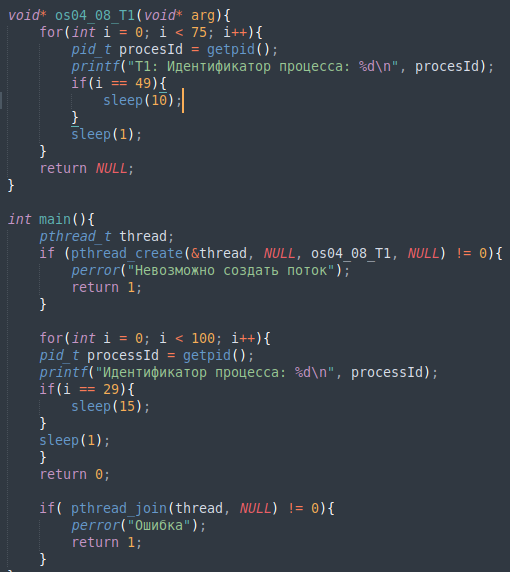 void* os04_08_T1(void* arg){
    for(int i = 0; i < 75; i++){
        pid_t procesId = getpid();
        printf("T1: Идентификатор процесса: %d\n", procesId);
        if(i == 49){
            sleep(10);
        }
        sleep(1);
    }
    return NULL;
}

int main(){
    pthread_t thread;
    if (pthread_create(&thread, NULL, os04_08_T1, NULL) != 0){
        perror("Невозможно создать поток");
        return 1;
    }

    for(int i = 0; i < 100; i++){
    pid_t processId = getpid();
    printf("Идентификатор процесса: %d\n", processId);
    if(i == 29){
        sleep(15);
    }
    sleep(1);
    }
    return 0;

    if( pthread_join(thread, NULL) != 0){
        perror("Ошибка");
        return 1;
    }